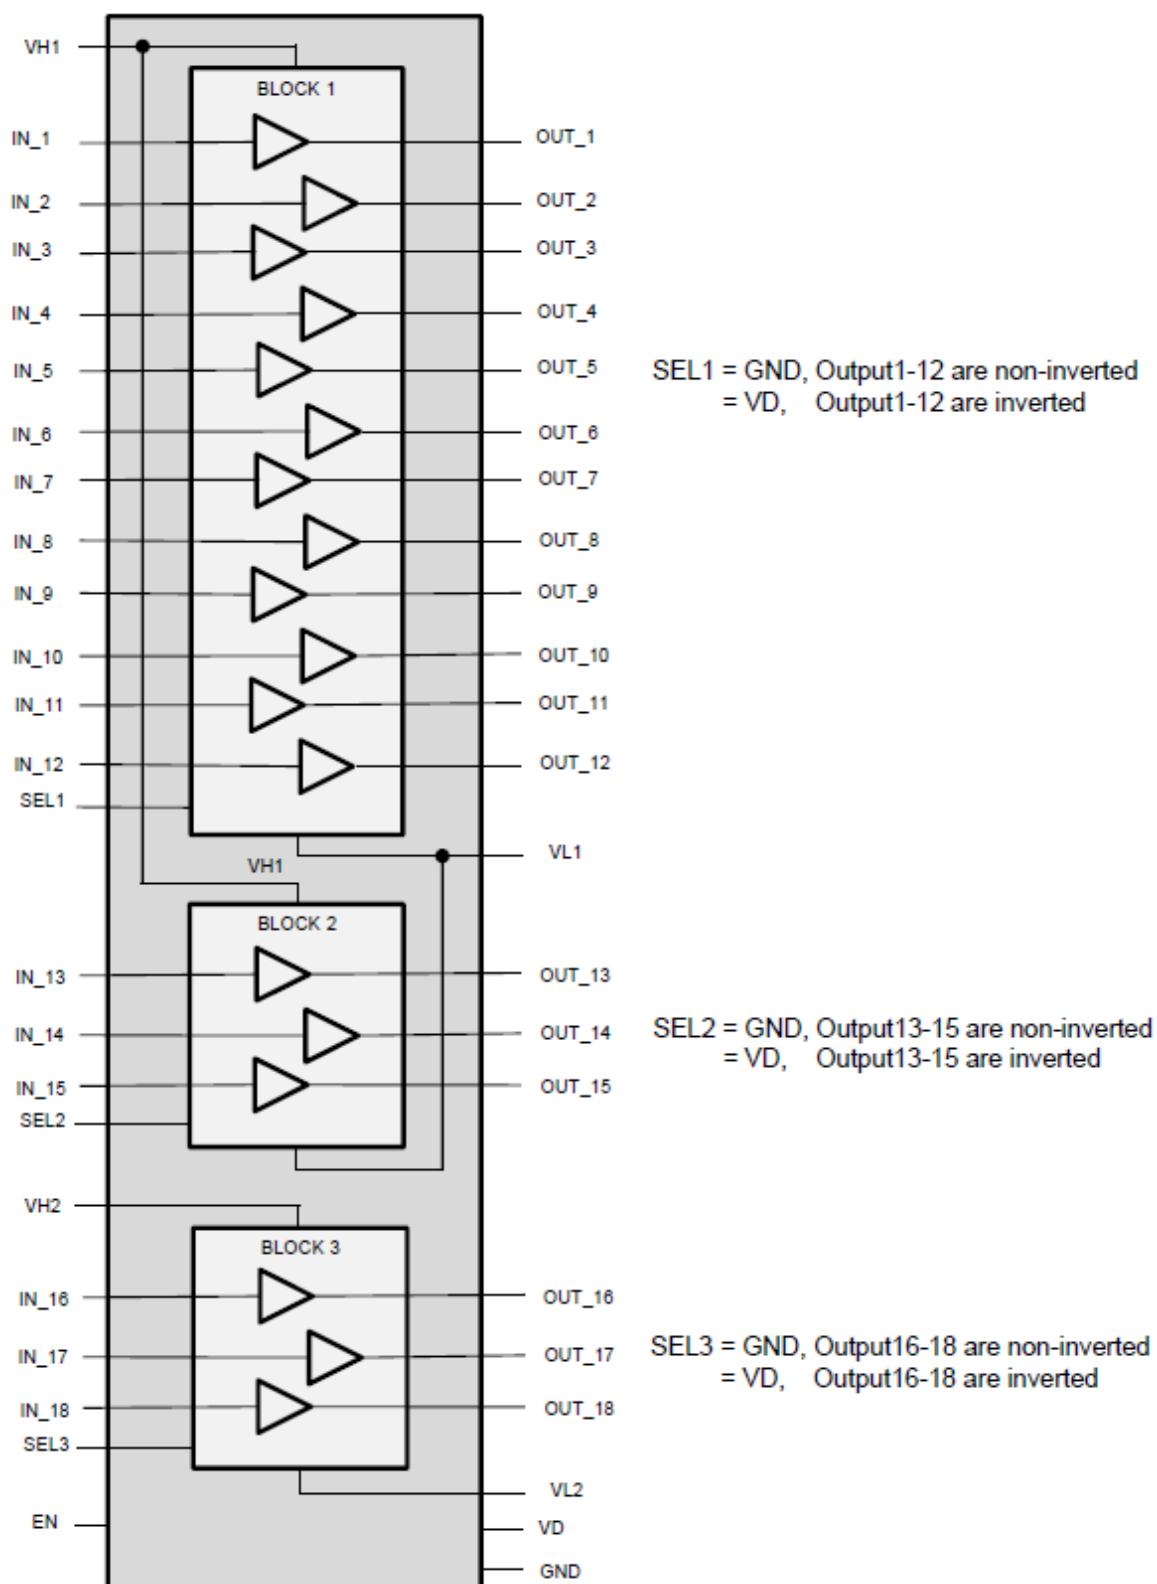 VH1
BLOCK 1
IN_1 OUT_1
IN_2 OUT_2
IN_3 OUT_3
IN_4 OUT_4
IN_5 OUT_5
SEL1 = GND, Output1-12 are non-inverted
= VD, Output1-12 are inverted
IN_6 OUT_6
IN_7 OUT_7
IN_8 OUT_8
IN_9 OUT_9
IN_10 OUT_10
IN_11 OUT_11
IN_12 OUT_12
SEL1
VL1
VH1
BLOCK 2
IN_13 OUT_13
IN_14 OUT_14
SEL2 = GND, Output13-15 are non-inverted
= VD, Output13-15 are inverted
IN_15 OUT_15
SEL2
VH2
BLOCK 3
IN_16 OUT_16
IN_17 OUT_17
SEL3 = GND, Output16-18 are non-inverted
= VD, Output16-18 are inverted
IN_18 OUT_18
SEL3
VL2
EN VD
GND